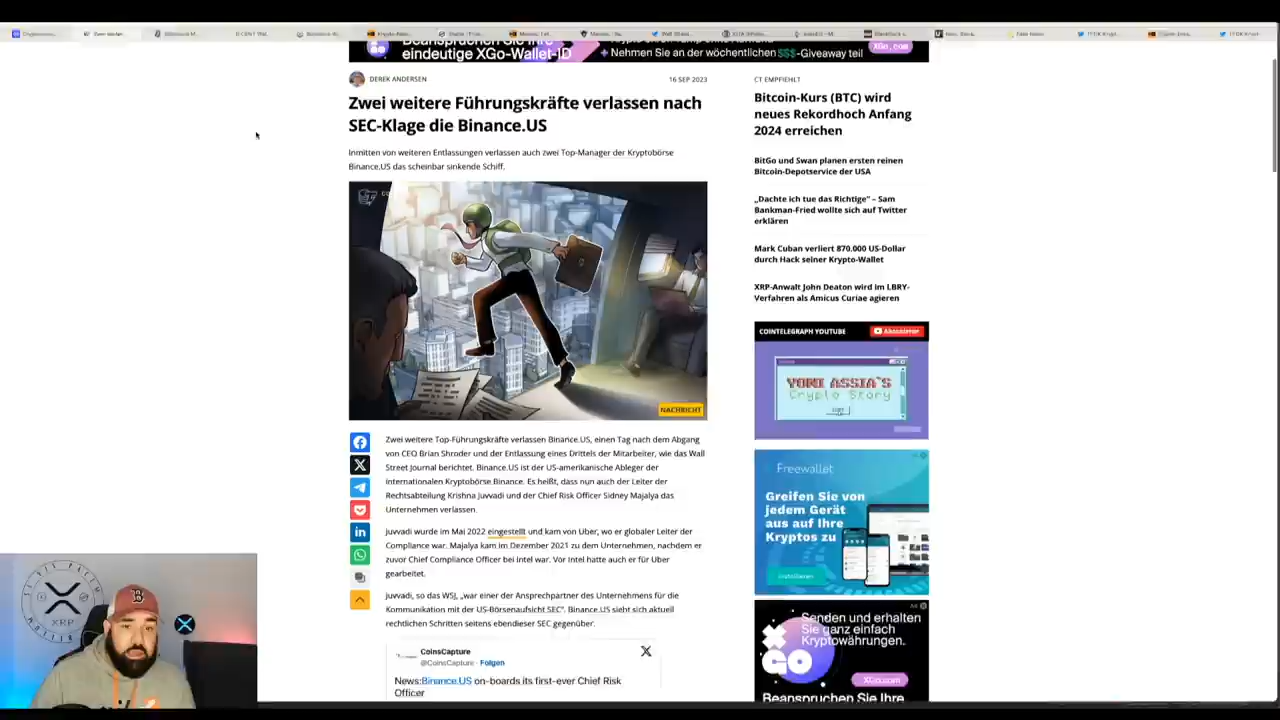 Beanspruchen Sie Ihre
eindeutige XGo-Wallet-ID
+ Nehmen Sie an der wöchentlichen $$$-Giveaway teil
XGo.com
DEREK ANDERSEN
16 SEP 2023
Zwei weitere Führungskräfte verlassen nach
SEC-Klage die Binance.US
Inmitten von weiteren Entlassungen verlassen auch zwei Top-Manager der Kryptobörse
Binance.US das scheinbar sinkende Schiff.
NACHRICHT
Zwei weitere Top-Führungskräfte verlassen Binance.US, einen Tag nach dem Abgang
von CEO Brian Shroder und der Entlassung eines Drittels der Mitarbeiter, wie das Wall
Street Journal berichtet. Binance.US ist der US-amerikanische Ableger der
internationalen Kryptobörse Binance. Es heißt, dass nun auch der Leiter der
Rechtsabteilung Krishna Juvvadi und der Chief Risk Officer Sidney Majalya das
Unternehmen verlassen.
Juvvadi wurde im Mai 2022 eingestellt und kam von Uber, wo er globaler Leiter der
Compliance war. Majalya kam im Dezember 2021 zu dem Unternehmen, nachdem er
zuvor Chief Compliance Officer bei Intel war. Vor Intel hatte auch er für Uber
gearbeitet.
Juvvadi, so das WSJ, „war einer der Ansprechpartner des Unternehmens für die
Kommunikation mit der US-Börsenaufsicht SEC“. Binance.US sieht sich aktuell
rechtlichen Schritten seitens ebendieser SEC gegenüber.
CoinsCapture
@CoinsCapture · Folgen
News:Binance.US on-boards its first-ever Chief Risk
Officer
CT EMPFIEHLT
Bitcoin-Kurs (BTC) wird
neues Rekordhoch Anfang
2024 erreichen
BitGo und Swan planen ersten reinen
Bitcoin-Depotservice der USA
„Dachte ich tue das Richtige“ – Sam
Bankman-Fried wollte sich auf Twitter
erklären
Mark Cuban verliert 870.000 US-Dollar
durch Hack seiner Krypto-Wallet
XRP-Anwalt John Deaton wird im LBRY-
Verfahren als Amicus Curiae agieren
COINTELEGRAPH YOUTUBE
Abonnieren
YONI ASSIA'S
Crypto Story
Freewallet
Greifen Sie von
jedem Gerät
aus auf Ihre
Kryptos zu
Installieren
Senden und erhalten
Sie ganz einfach
Kryptowährungen.
XGo.com
Beanspruchen Sie Ihre
XRP
B